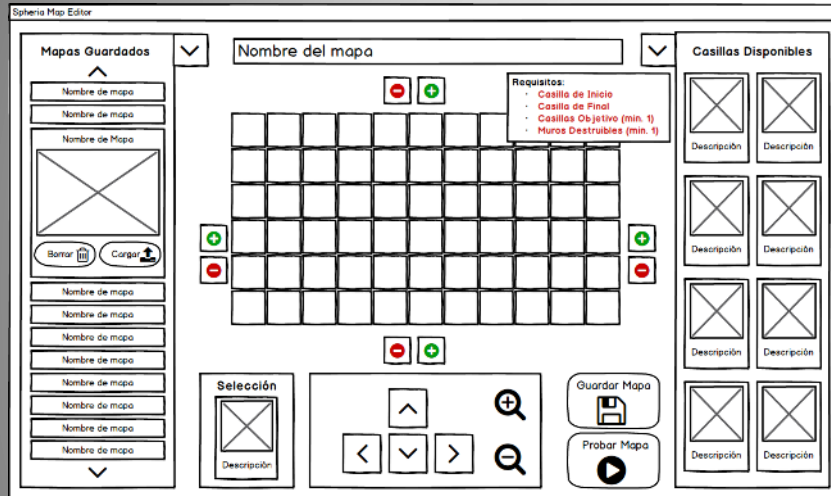 Spheria Map Editor
Mapas Guardados
Nombre de mapa
Nombre de mapa
Nombre de Mapa
Borrar
Cargar
Nombre de mapa
Nombre de mapa
Nombre de mapa
Nombre de mapa
Nombre de mapa
Nombre de mapa
Nombre de mapa
Nombre de mapa
Nombre del mapa
Requisitos:
· Casilla de Inicio
· Casilla de Final
· Casillas Objetivo (min. 1)
· Muros Destruibles (min. 1)
Selección
Descripción
Guardar Mapa
Probar Mapa
Casillas Disponibles
Descripción
Descripción
Descripción
Descripción
Descripción
Descripción
Descripción
Descripción